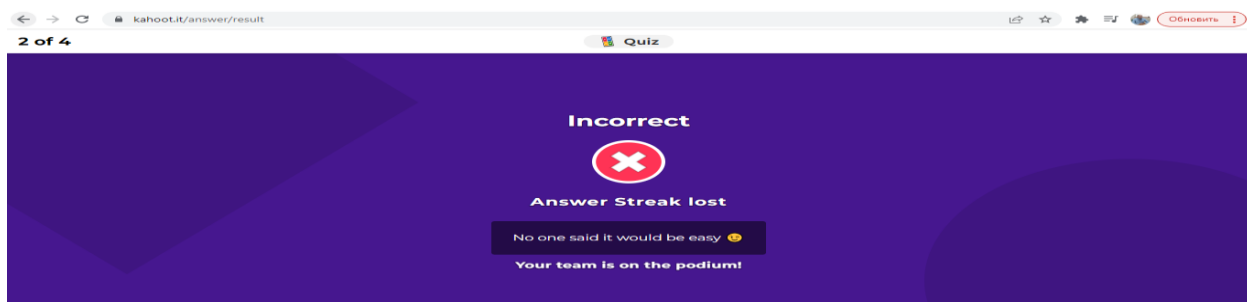 kahoot.it/answer/result
Обновить
2 of 4
Quiz
Incorrect
Answer Streak lost
No one said it would be easy 😉
Your team is on the podium!